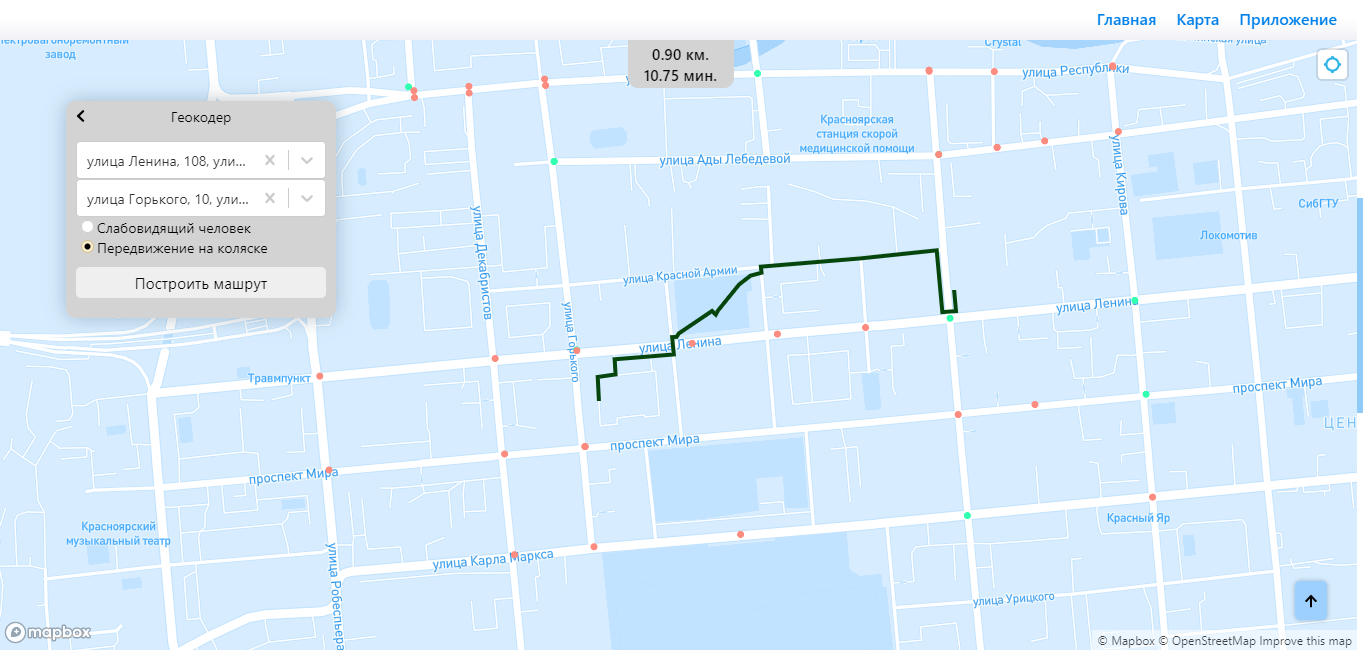 Главная Карта Приложение
завод
0.90 км.
10.75 мин.
Crystal
улица Республики
Геокодер
улица Ленина, 108, ули...
улица Горького, 10, ули...
Слабовидящий человек
Передвижение на коляске
Построить машрут
Красноярская
станция скорой
медицинской помощи
улица Ады Лебедевой
улица Кирова
СибГТУ
Локомотив
улица Декабристов
улица Красной Армии
улица Горького
улица Ленина
улица Ленина
Травмпункт
проспект Мира
проспект Мира
проспект Мира
ЦЕН
Красноярский
музыкальный театр
Красный Яр
улица Карла Маркса
улица Робеспьера
улица Урицкого
mapbox
© Mapbox © OpenStreetMap Improve this map